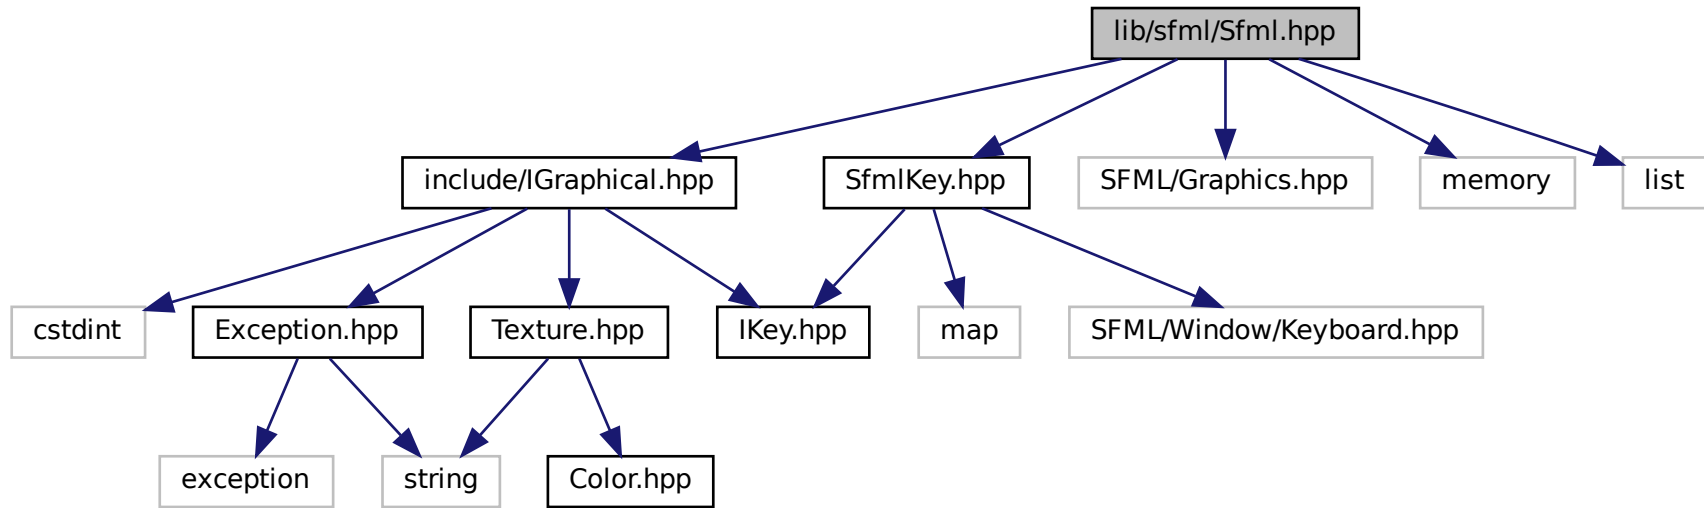 lib/sfml/Sfml.hpp
include/IGraphical.hpp
SfmlKey.hpp
SFML/Graphics.hpp
memory
list
cstdint
Exception.hpp
Texture.hpp
IKey.hpp
map
SFML/Window/Keyboard.hpp
exception
string
Color.hpp